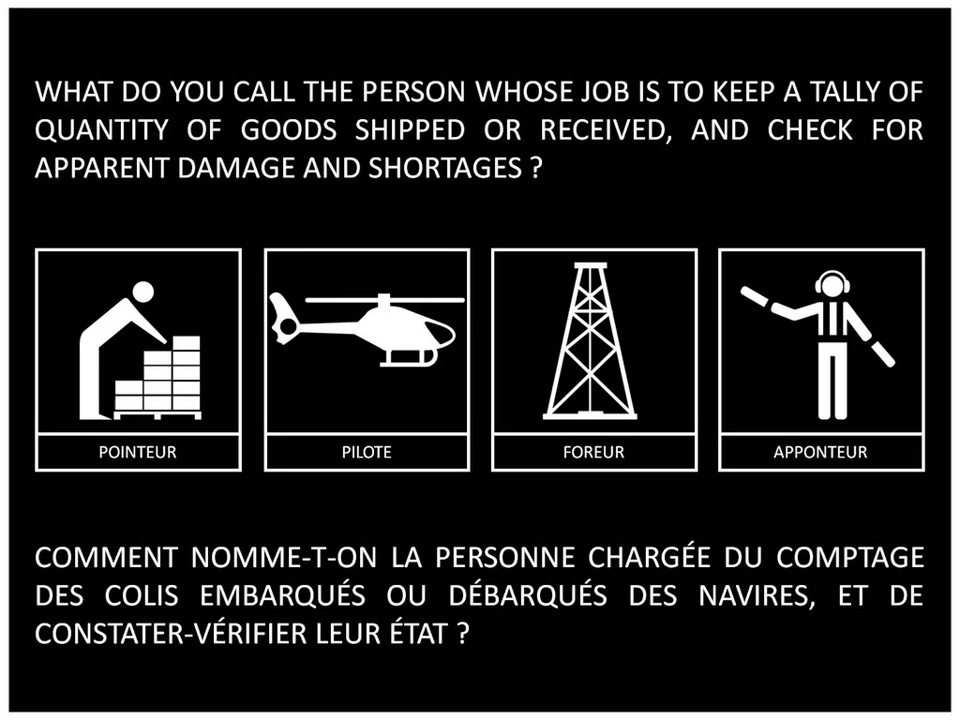 WHAT DO YOU CALL THE PERSON WHOSE JOB IS TO KEEP A TALLY OF
QUANTITY OF GOODS SHIPPED OR RECEIVED, AND CHECK FOR
APPARENT DAMAGE AND SHORTAGES ?
POINTEUR
PILOTE
FOREUR
APPONTEUR
COMMENT NOMME-T-ON LA PERSONNE CHARGÉE DU COMPTAGE
DES COLIS EMBARQUÉS OU DÉBARQUÉS DES NAVIRES, ET DE
CONSTATER-VÉRIFIER LEUR ÉTAT ?